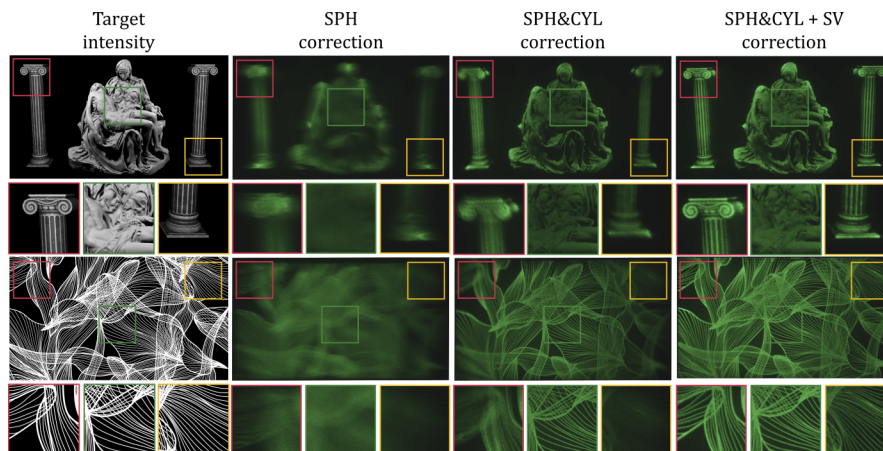 Target
intensity
SPH
correction
SPH&CYL
correction
SPH&CYL + SV
correction